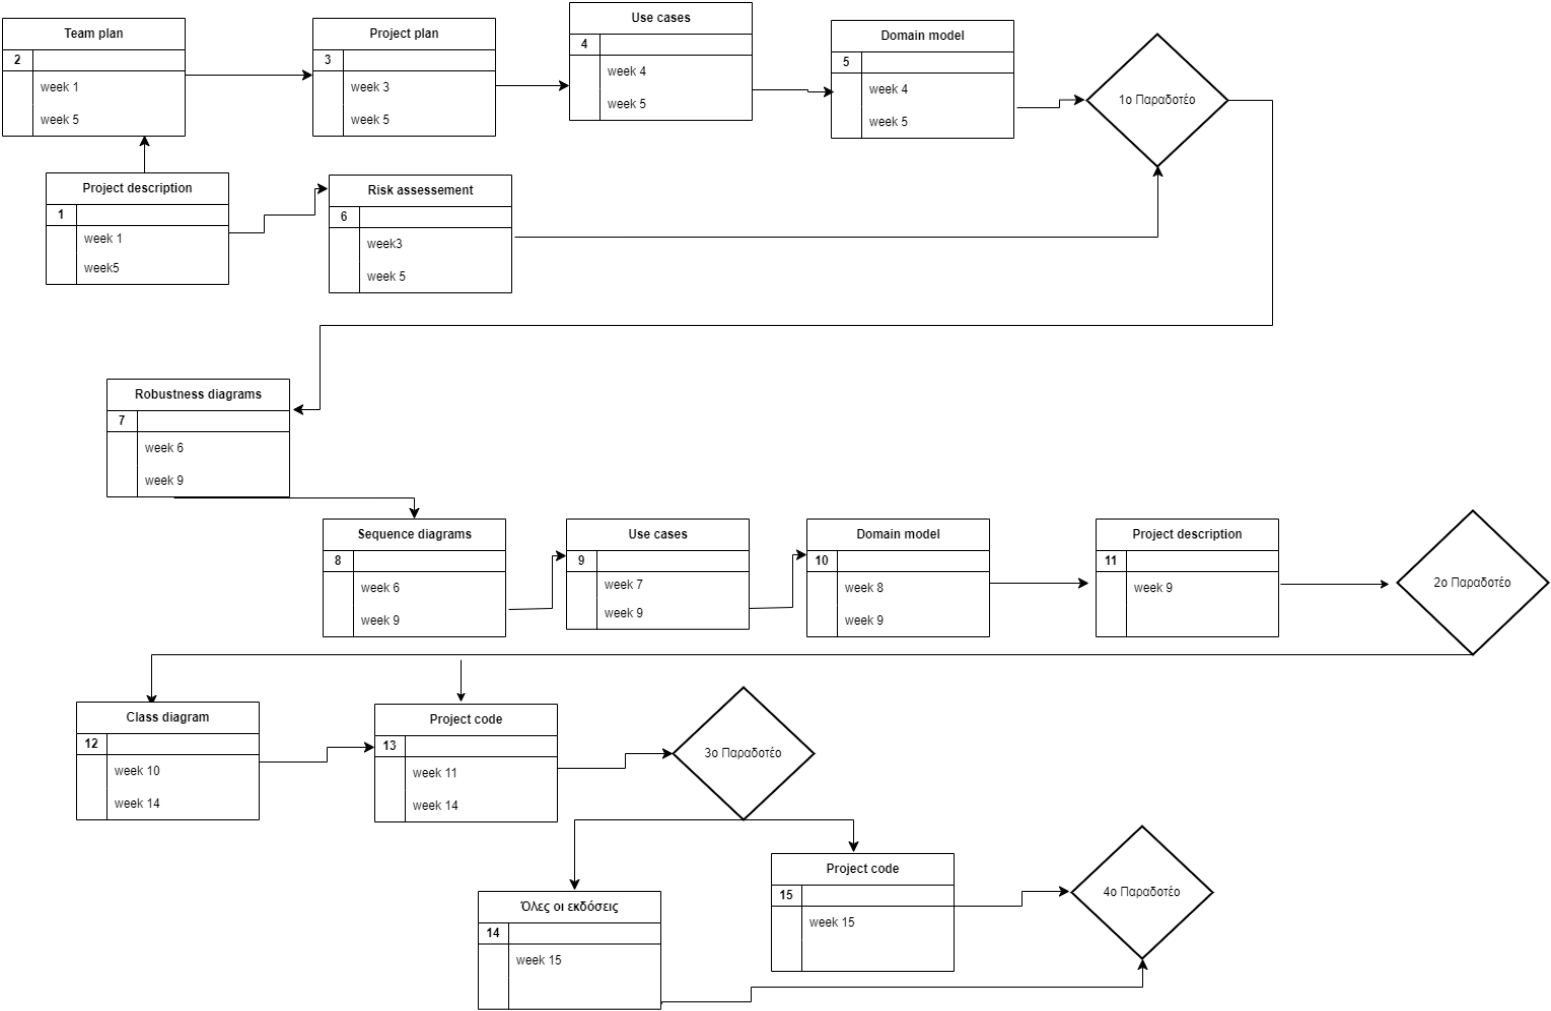 Team plan
2
week 1
week 5
Project plan
3
week 3
week 5
Use cases
4
week 4
week 5
Domain model
5
week 4
week 5
1ο Παραδοτέο
Project description
1
week 1
week5
Risk assessement
6
week3
week 5
Robustness diagrams
7
week 6
week 9
Sequence diagrams
8
week 6
week 9
Use cases
9
week 7
week 9
Domain model
10
week 8
week 9
Project description
11
week 9
2ο Παραδοτέο
Class diagram
12
week 10
week 14
Project code
13
week 11
week 14
3ο Παραδοτέο
Όλες οι εκδόσεις
14
week 15
Project code
15
week 15
4ο Παραδοτέο